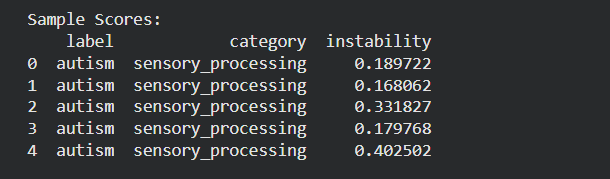 Sample Scores:
label category instability
0 autism sensory_processing 0.189722
1 autism sensory_processing 0.168062
2 autism sensory_processing 0.331827
3 autism sensory_processing 0.179768
4 autism sensory_processing 0.402502